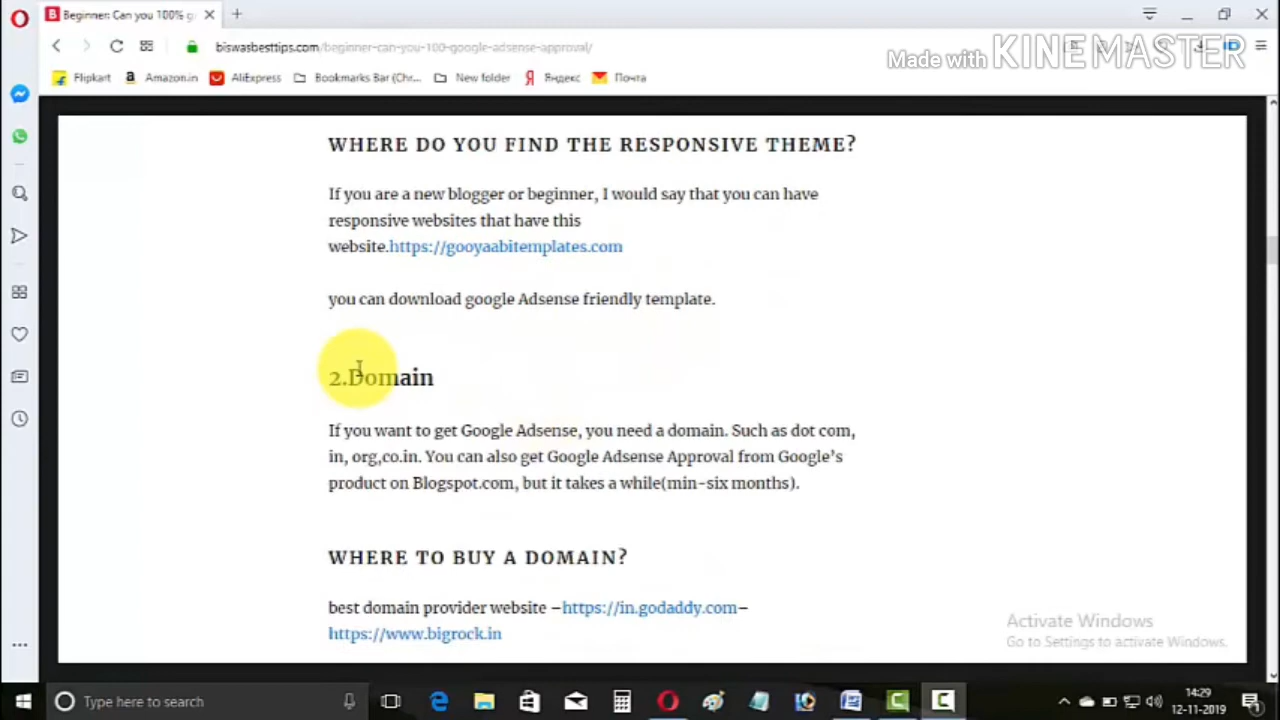 Beginner: Can you 100% g
biswasbesttips.com/beginner-can-you-100-google-adsense-approval/
Made with KINEMASTER
Flipkart
Amazon.in
AliExpress
Bookmarks Bar (Chr...
New folder
Яндекс
Почта
WHERE DO YOU FIND THE RESPONSIVE THEME?
If you are a new blogger or beginner, I would say that you can have
responsive websites that have this
website.https://gooyaabitemplates.com
you can download google Adsense friendly template.
2.Domain
If you want to get Google Adsense, you need a domain. Such as dot com,
in, org,co.in. You can also get Google Adsense Approval from Google's
product on Blogspot.com, but it takes a while(min-six months).
WHERE TO BUY A DOMAIN?
best domain provider website –https://in.godaddy.com–
https://www.bigrock.in
Activate Windows
Go to Settings to activate Windows.
Type here to search
14:29
12-11-2019